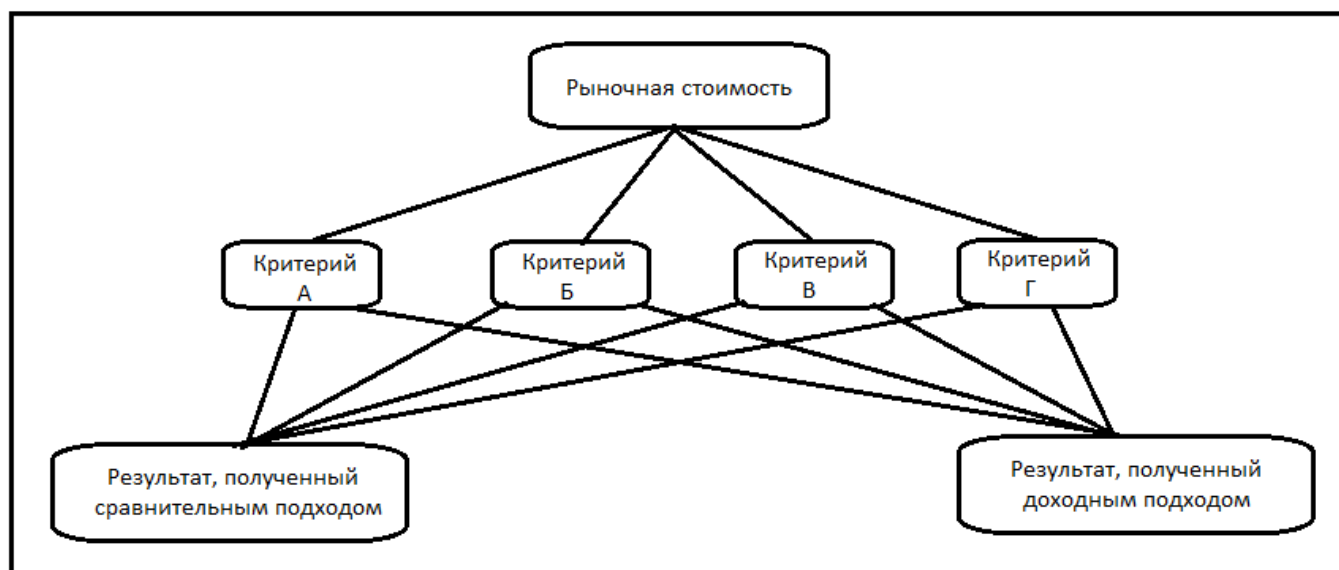 Рыночная стоимость
Критерий
А
Критерий
Б
Критерий
В
Критерий
Г
Результат, полученный
сравнительным подходом
Результат, полученный
доходным подходом